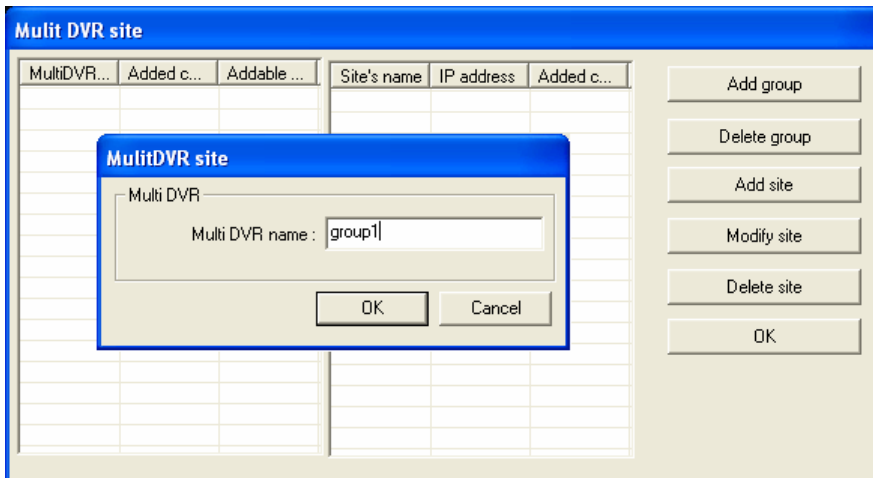 Mulit DVR site
MultiDVR... Added c... Addable ... Site's name IP address Added c...
Add group
Delete group
Add site
Modify site
Delete site
OK
MulitDVR site
Multi DVR
Multi DVR name : group1
OK Cancel